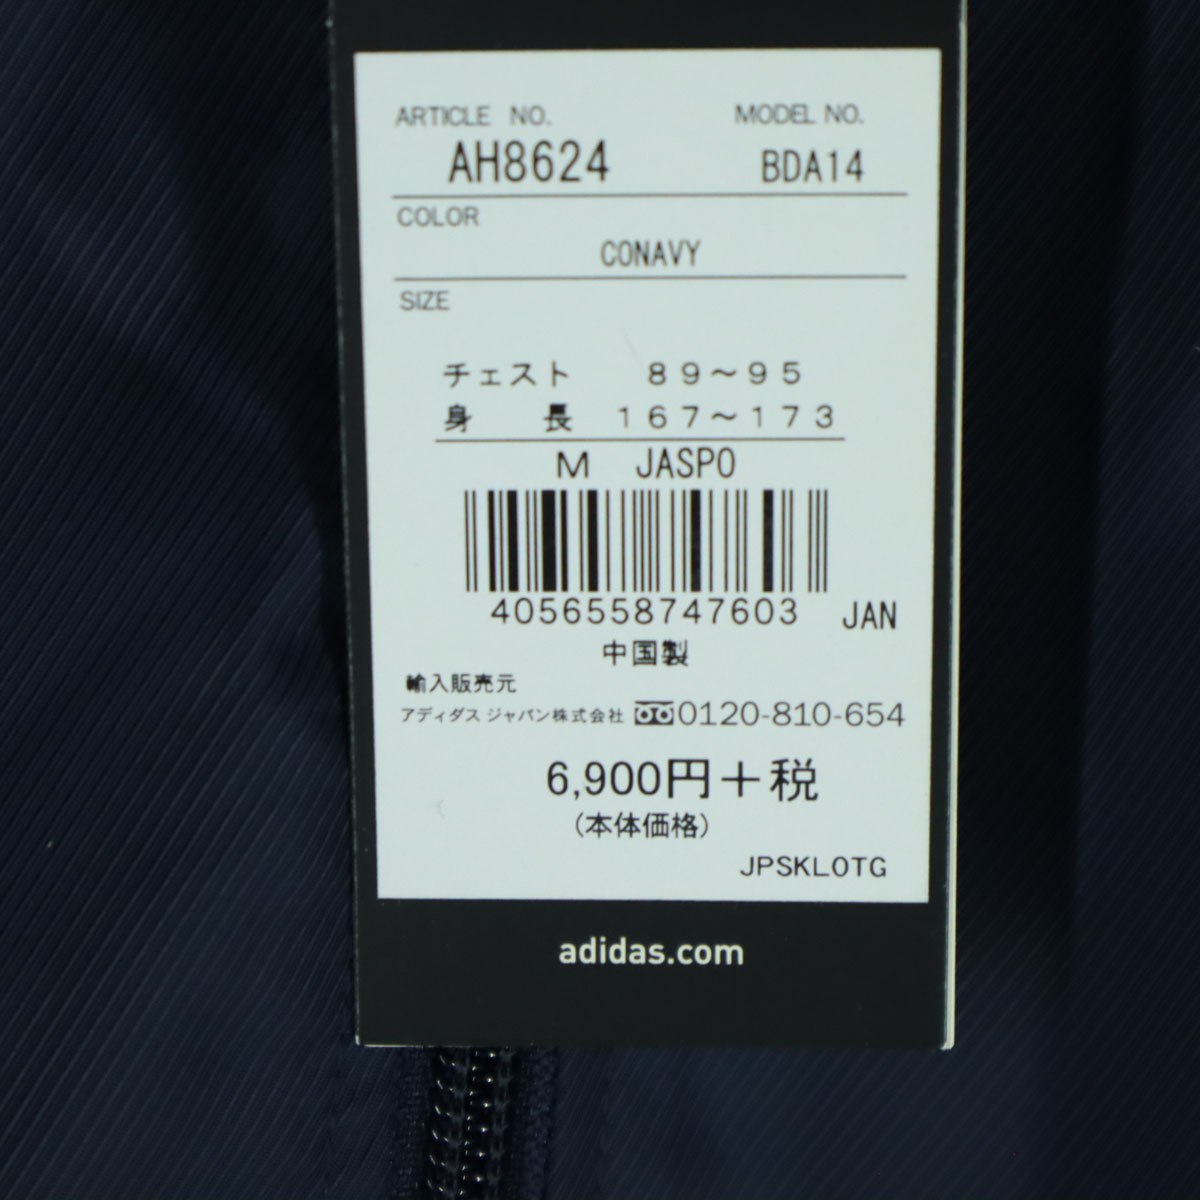 ARTICLE NO. MODEL NO.
AH8624 BDA14
COLOR
CONAVY
SIZE
チェスト 89～95
身長 167～173
M JASPO
4056558747603 JAN
中国製
輸入販売元
アディダス ジャパン株式会社 0120-810-654
6,900円＋税
(本体価格)
JPSKLOTG
adidas.com